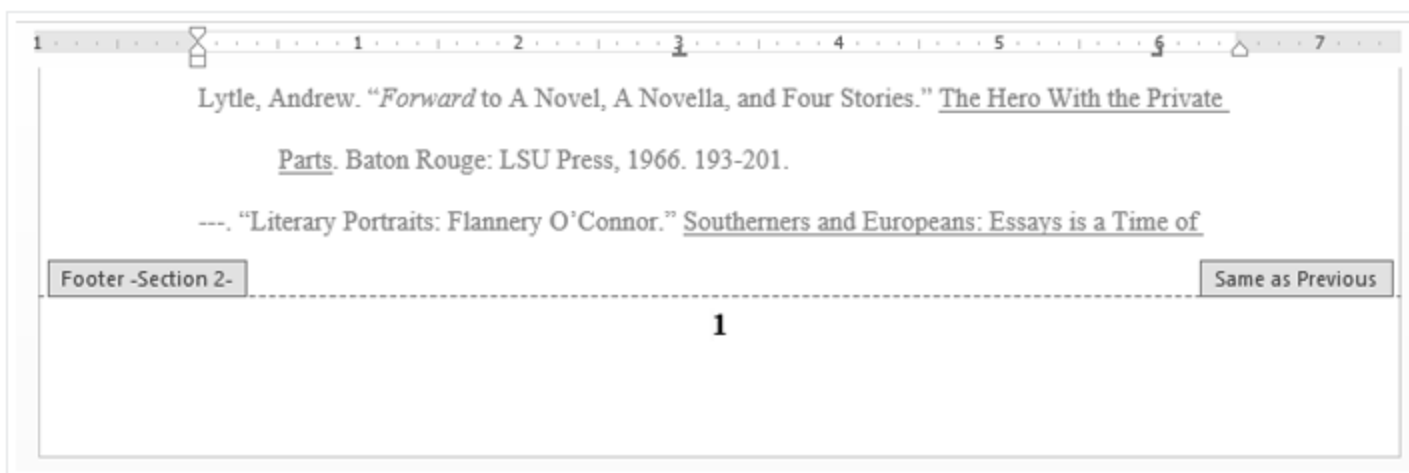 1 1 2 3 4 5 6 7
Lytle, Andrew. “Forward to A Novel, A Novella, and Four Stories.” The Hero With the Private
Parts. Baton Rouge: LSU Press, 1966. 193-201.
---. “Literary Portraits: Flannery O’Connor.” Southerners and Europeans: Essays is a Time of
Footer -Section 2- Same as Previous
1